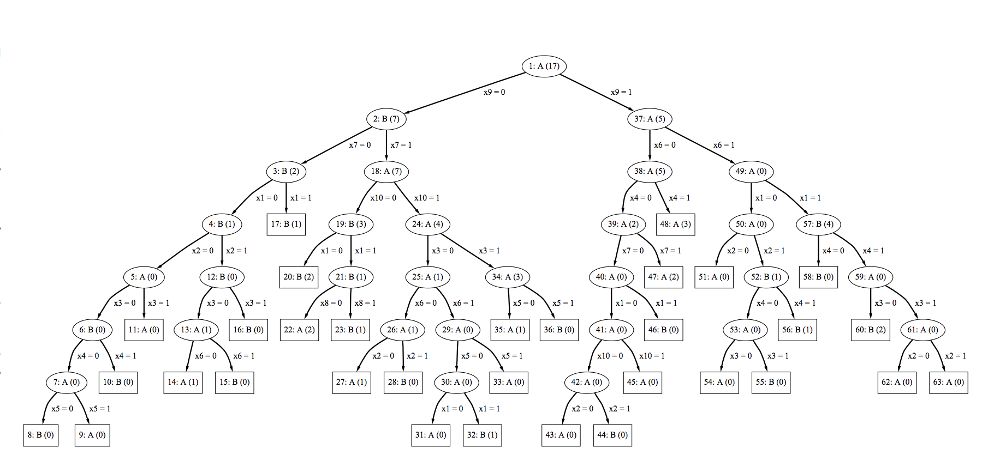 1: A (17)
x9 = 0
x9 = 1
2: B (7)
37: A (5)
x7 = 0
x7 = 1
x6 = 0
x6 = 1
3: B (2)
18: A (7)
38: A (5)
49: A (0)
x1 = 0
x1 = 1
x10 = 0
x10 = 1
x4 = 0
x4 = 1
x1 = 0
x1 = 1
4: B (1)
17: B (1)
19: B (3)
24: A (4)
39: A (2)
48: A (3)
50: A (0)
57: B (4)
x2 = 0
x2 = 1
x1 = 0
x1 = 1
x3 = 0
x3 = 1
x7 = 0
x7 = 1
x2 = 0
x2 = 1
x4 = 0
x4 = 1
5: A (0)
12: B (0)
20: B (2)
21: B (1)
25: A (1)
34: A (3)
40: A (0)
47: A (2)
51: A (0)
52: B (1)
58: B (0)
59: A (0)
x3 = 0
x3 = 1
x3 = 0
x3 = 1
x8 = 0
x8 = 1
x6 = 0
x6 = 1
x5 = 0
x5 = 1
x1 = 0
x1 = 1
x4 = 0
x4 = 1
x3 = 0
x3 = 1
6: B (0)
11: A (0)
13: A (1)
16: B (0)
22: A (2)
23: B (1)
26: A (1)
29: A (0)
35: A (1)
36: B (0)
41: A (0)
46: B (0)
53: A (0)
56: B (1)
60: B (2)
61: A (0)
x4 = 0
x4 = 1
x6 = 0
x6 = 1
x2 = 0
x2 = 1
x5 = 0
x5 = 1
x10 = 0
x10 = 1
x3 = 0
x3 = 1
x2 = 0
x2 = 1
7: A (0)
10: B (0)
14: A (1)
15: B (0)
27: A (1)
28: B (0)
30: A (0)
33: A (0)
42: A (0)
45: A (0)
54: A (0)
55: B (0)
62: A (0)
63: A (0)
x5 = 0
x5 = 1
x1 = 0
x1 = 1
x2 = 0
x2 = 1
8: B (0)
9: A (0)
31: A (0)
32: B (1)
43: A (0)
44: B (0)